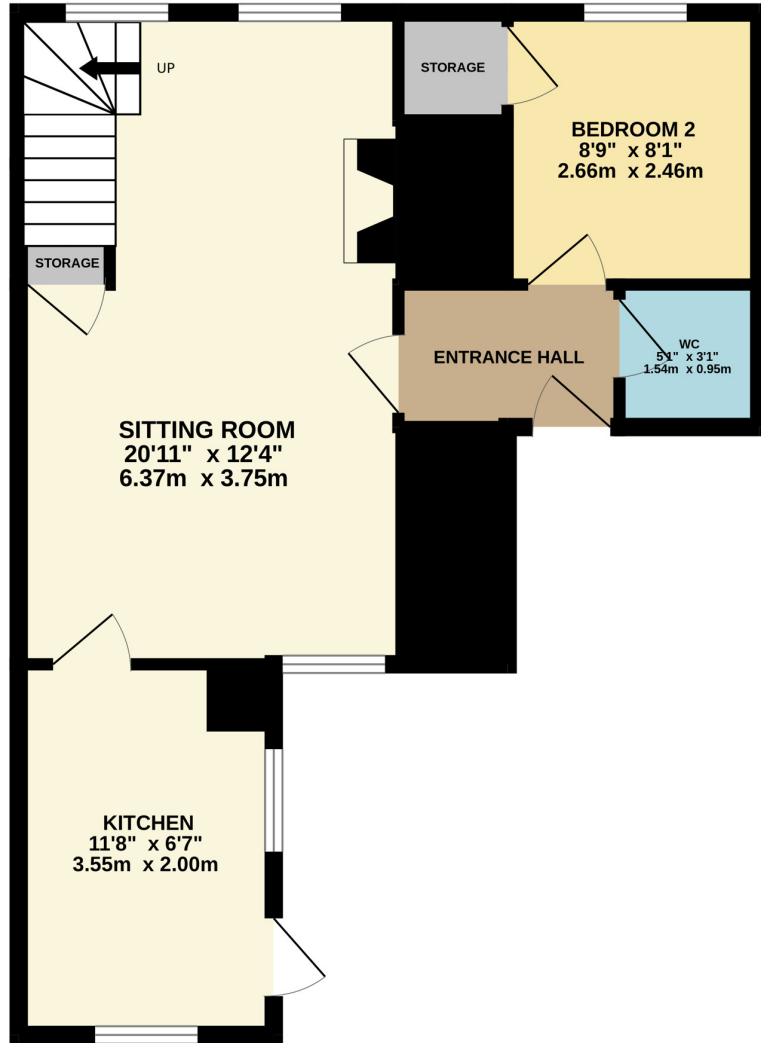 UP
STORAGE
BEDROOM 2
8'9" x 8'1"
2.66m x 2.46m
STORAGE
ENTRANCE HALL
WC
5'1" x 3'1"
1.54m x 0.95m
SITTING ROOM
20'11" x 12'4"
6.37m x 3.75m
KITCHEN
11'8" x 6'7"
3.55m x 2.00m